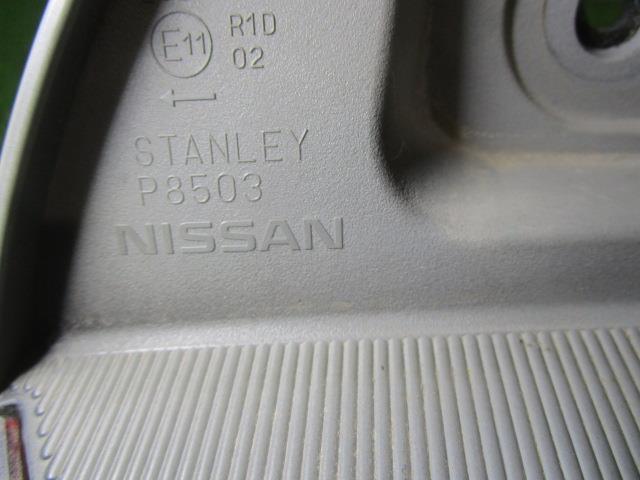 E11 R1D
02
STANLEY
P8503
NISSAN